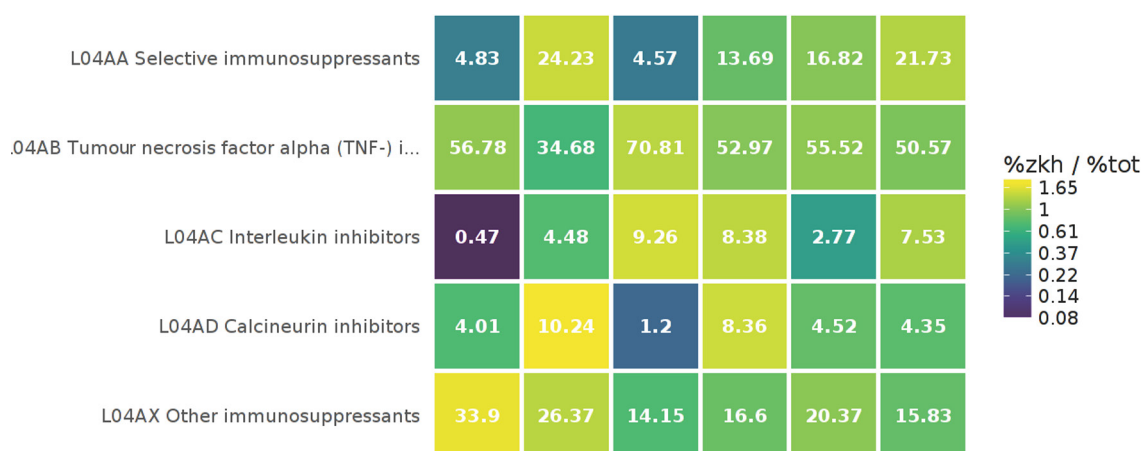 L04AA Selective immunosuppressants 4.83 24.23 4.57 13.69 16.82 21.73
.04AB Tumour necrosis factor alpha (TNF-) i... 56.78 34.68 70.81 52.97 55.52 50.57
L04AC Interleukin inhibitors 0.47 4.48 9.26 8.38 2.77 7.53
L04AD Calcineurin inhibitors 4.01 10.24 1.2 8.36 4.52 4.35
L04AX Other immunosuppressants 33.9 26.37 14.15 16.6 20.37 15.83
%zkh / %tot
1.65
1
0.61
0.37
0.22
0.14
0.08